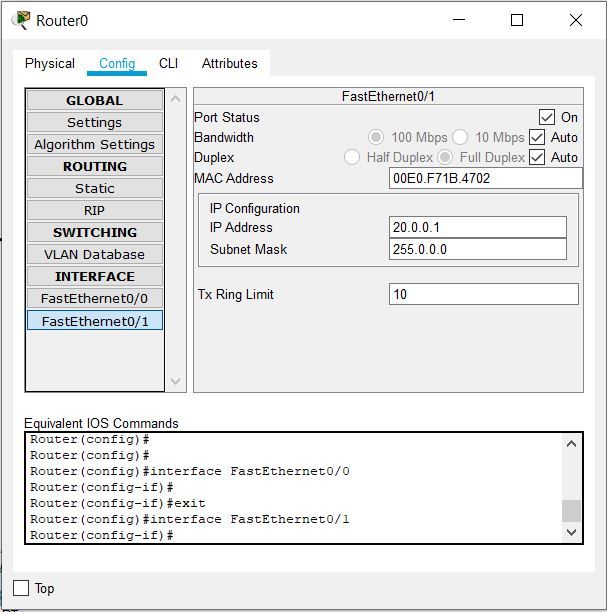 Router0
Physical Config CLI Attributes
GLOBAL
Settings
Algorithm Settings
ROUTING
Static
RIP
SWITCHING
VLAN Database
INTERFACE
FastEthernet0/0
FastEthernet0/1
FastEthernet0/1
Port Status On
Bandwidth 100 Mbps 10 Mbps Auto
Duplex Half Duplex Full Duplex Auto
MAC Address 00E0.F71B.4702
IP Configuration
IP Address 20.0.0.1
Subnet Mask 255.0.0.0
Tx Ring Limit 10
Equivalent IOS Commands
Router(config)#
Router(config)#
Router(config)#interface FastEthernet0/0
Router(config-if)#
Router(config-if)#exit
Router(config)#interface FastEthernet0/1
Router(config-if)#
Top